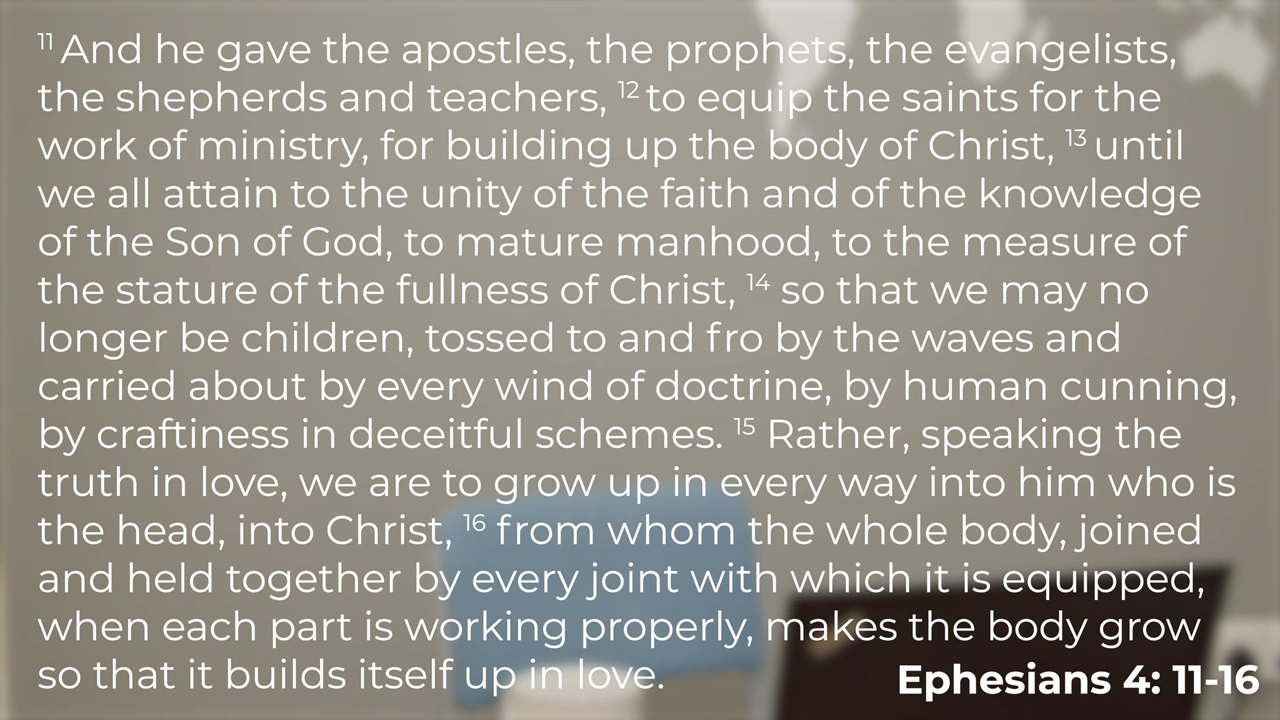 11 And he gave the apostles, the prophets, the evangelists,
the shepherds and teachers, 12 to equip the saints for the
work of ministry, for building up the body of Christ, 13 until
we all attain to the unity of the faith and of the knowledge
of the Son of God, to mature manhood, to the measure of
the stature of the fullness of Christ, 14 so that we may no
longer be children, tossed to and fro by the waves and
carried about by every wind of doctrine, by human cunning,
by craftiness in deceitful schemes. 15 Rather, speaking the
truth in love, we are to grow up in every way into him who is
the head, into Christ, 16 from whom the whole body, joined
and held together by every joint with which it is equipped,
when each part is working properly, makes the body grow
so that it builds itself up in love.
Ephesians 4: 11-16